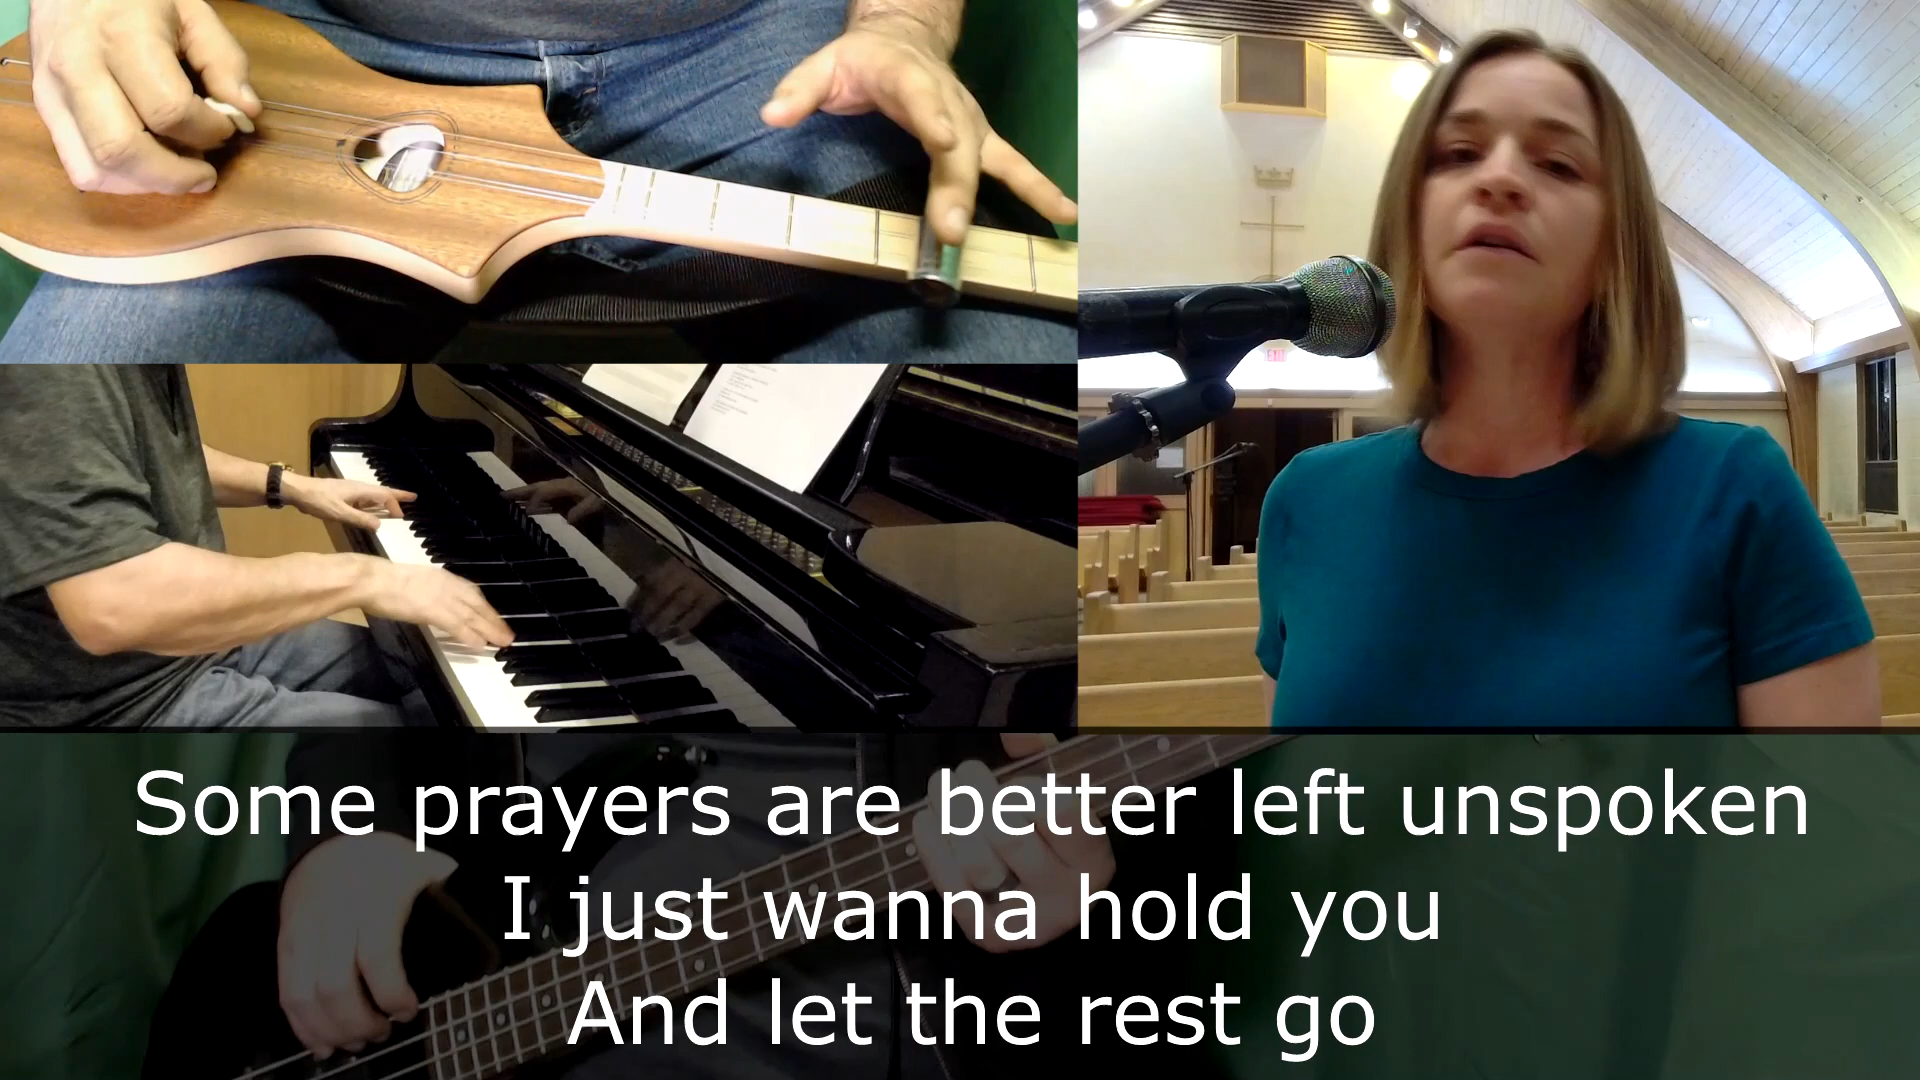 Some prayers are better left unspoken
I just wanna hold you
And let the rest go